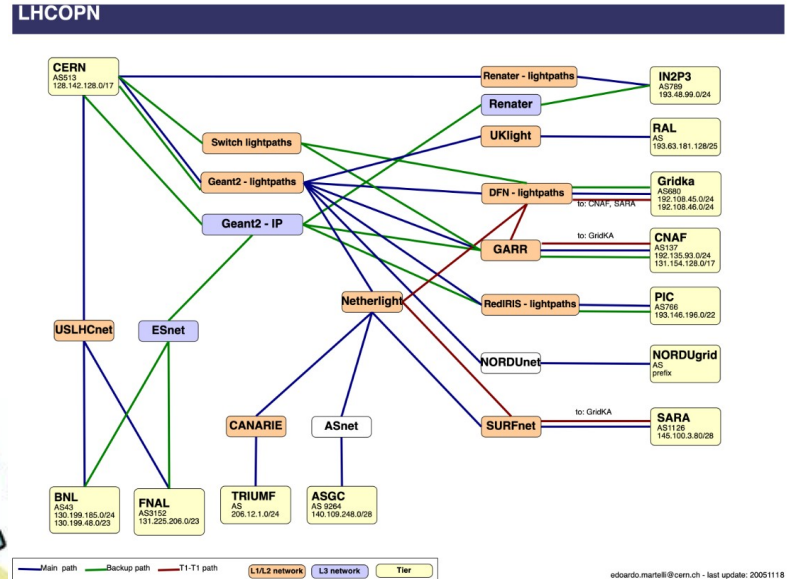 LHCOPN
CERN
AS513
128.142.128.0/17
Renater - lightpaths
IN2P3
AS789
193.48.99.0/24
Renater
UKlight
RAL
AS
193.63.181.128/25
Switch lightpaths
Geant2 - lightpaths
DFN - lightpaths
to: CNAF, SARA
Gridka
AS680
192.108.45.0/24
192.108.46.0/24
Geant2 - IP
GARR
to: GridKA
CNAF
AS137
192.135.93.0/24
131.154.128.0/17
Netherlight
RedIRIS - lightpaths
PIC
AS766
193.146.196.0/22
USLHCnet
ESnet
NORDUnet
NORDUgrid
AS
prefix
CANARIE
ASnet
SURFnet
to: GridKA
SARA
AS1126
145.100.3.80/28
BNL
AS43
130.199.185.0/24
130.199.48.0/23
FNAL
AS3152
131.225.206.0/23
TRIUMF
AS
206.12.1.0/24
ASGC
AS 9264
140.109.248.0/28
Main path
Backup path
T1-T1 path
L1/L2 network
L3 network
Tier
edoardo.martelli@cern.ch - last update: 20051118